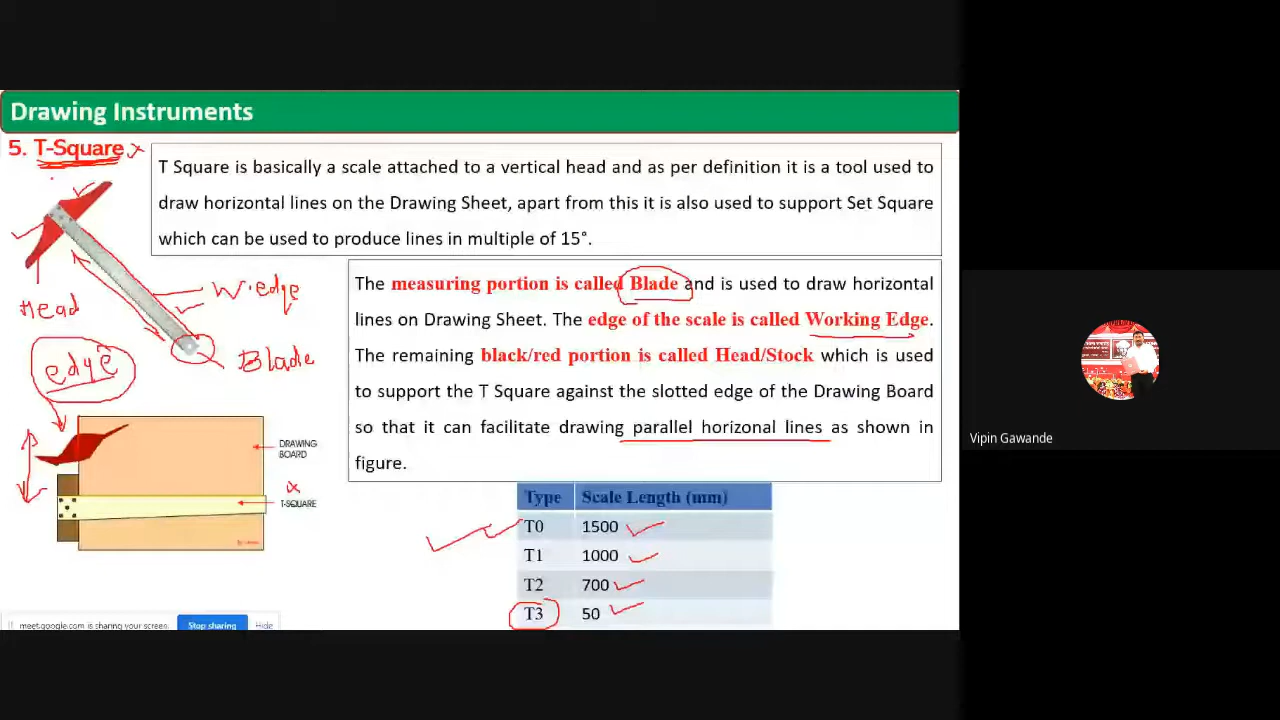 Drawing Instruments
5. T-Square
T Square is basically a scale attached to a vertical head and as per definition it is a tool used to
draw horizontal lines on the Drawing Sheet, apart from this it is also used to support Set Square
which can be used to produce lines in multiple of 15°.
The measuring portion is called Blade and is used to draw horizontal
lines on Drawing Sheet. The edge of the scale is called Working Edge.
The remaining black/red portion is called Head/Stock which is used
to support the T Square against the slotted edge of the Drawing Board
so that it can facilitate drawing parallel horizonal lines as shown in
figure.
W.edge
Head
Blade
edge
DRAWING
BOARD
T-SQUARE
Type Scale Length (mm)
T0 1500
T1 1000
T2 700
T3 50
meet.google.com is sharing your screen. Stop sharing Hide
Vipin Gawande